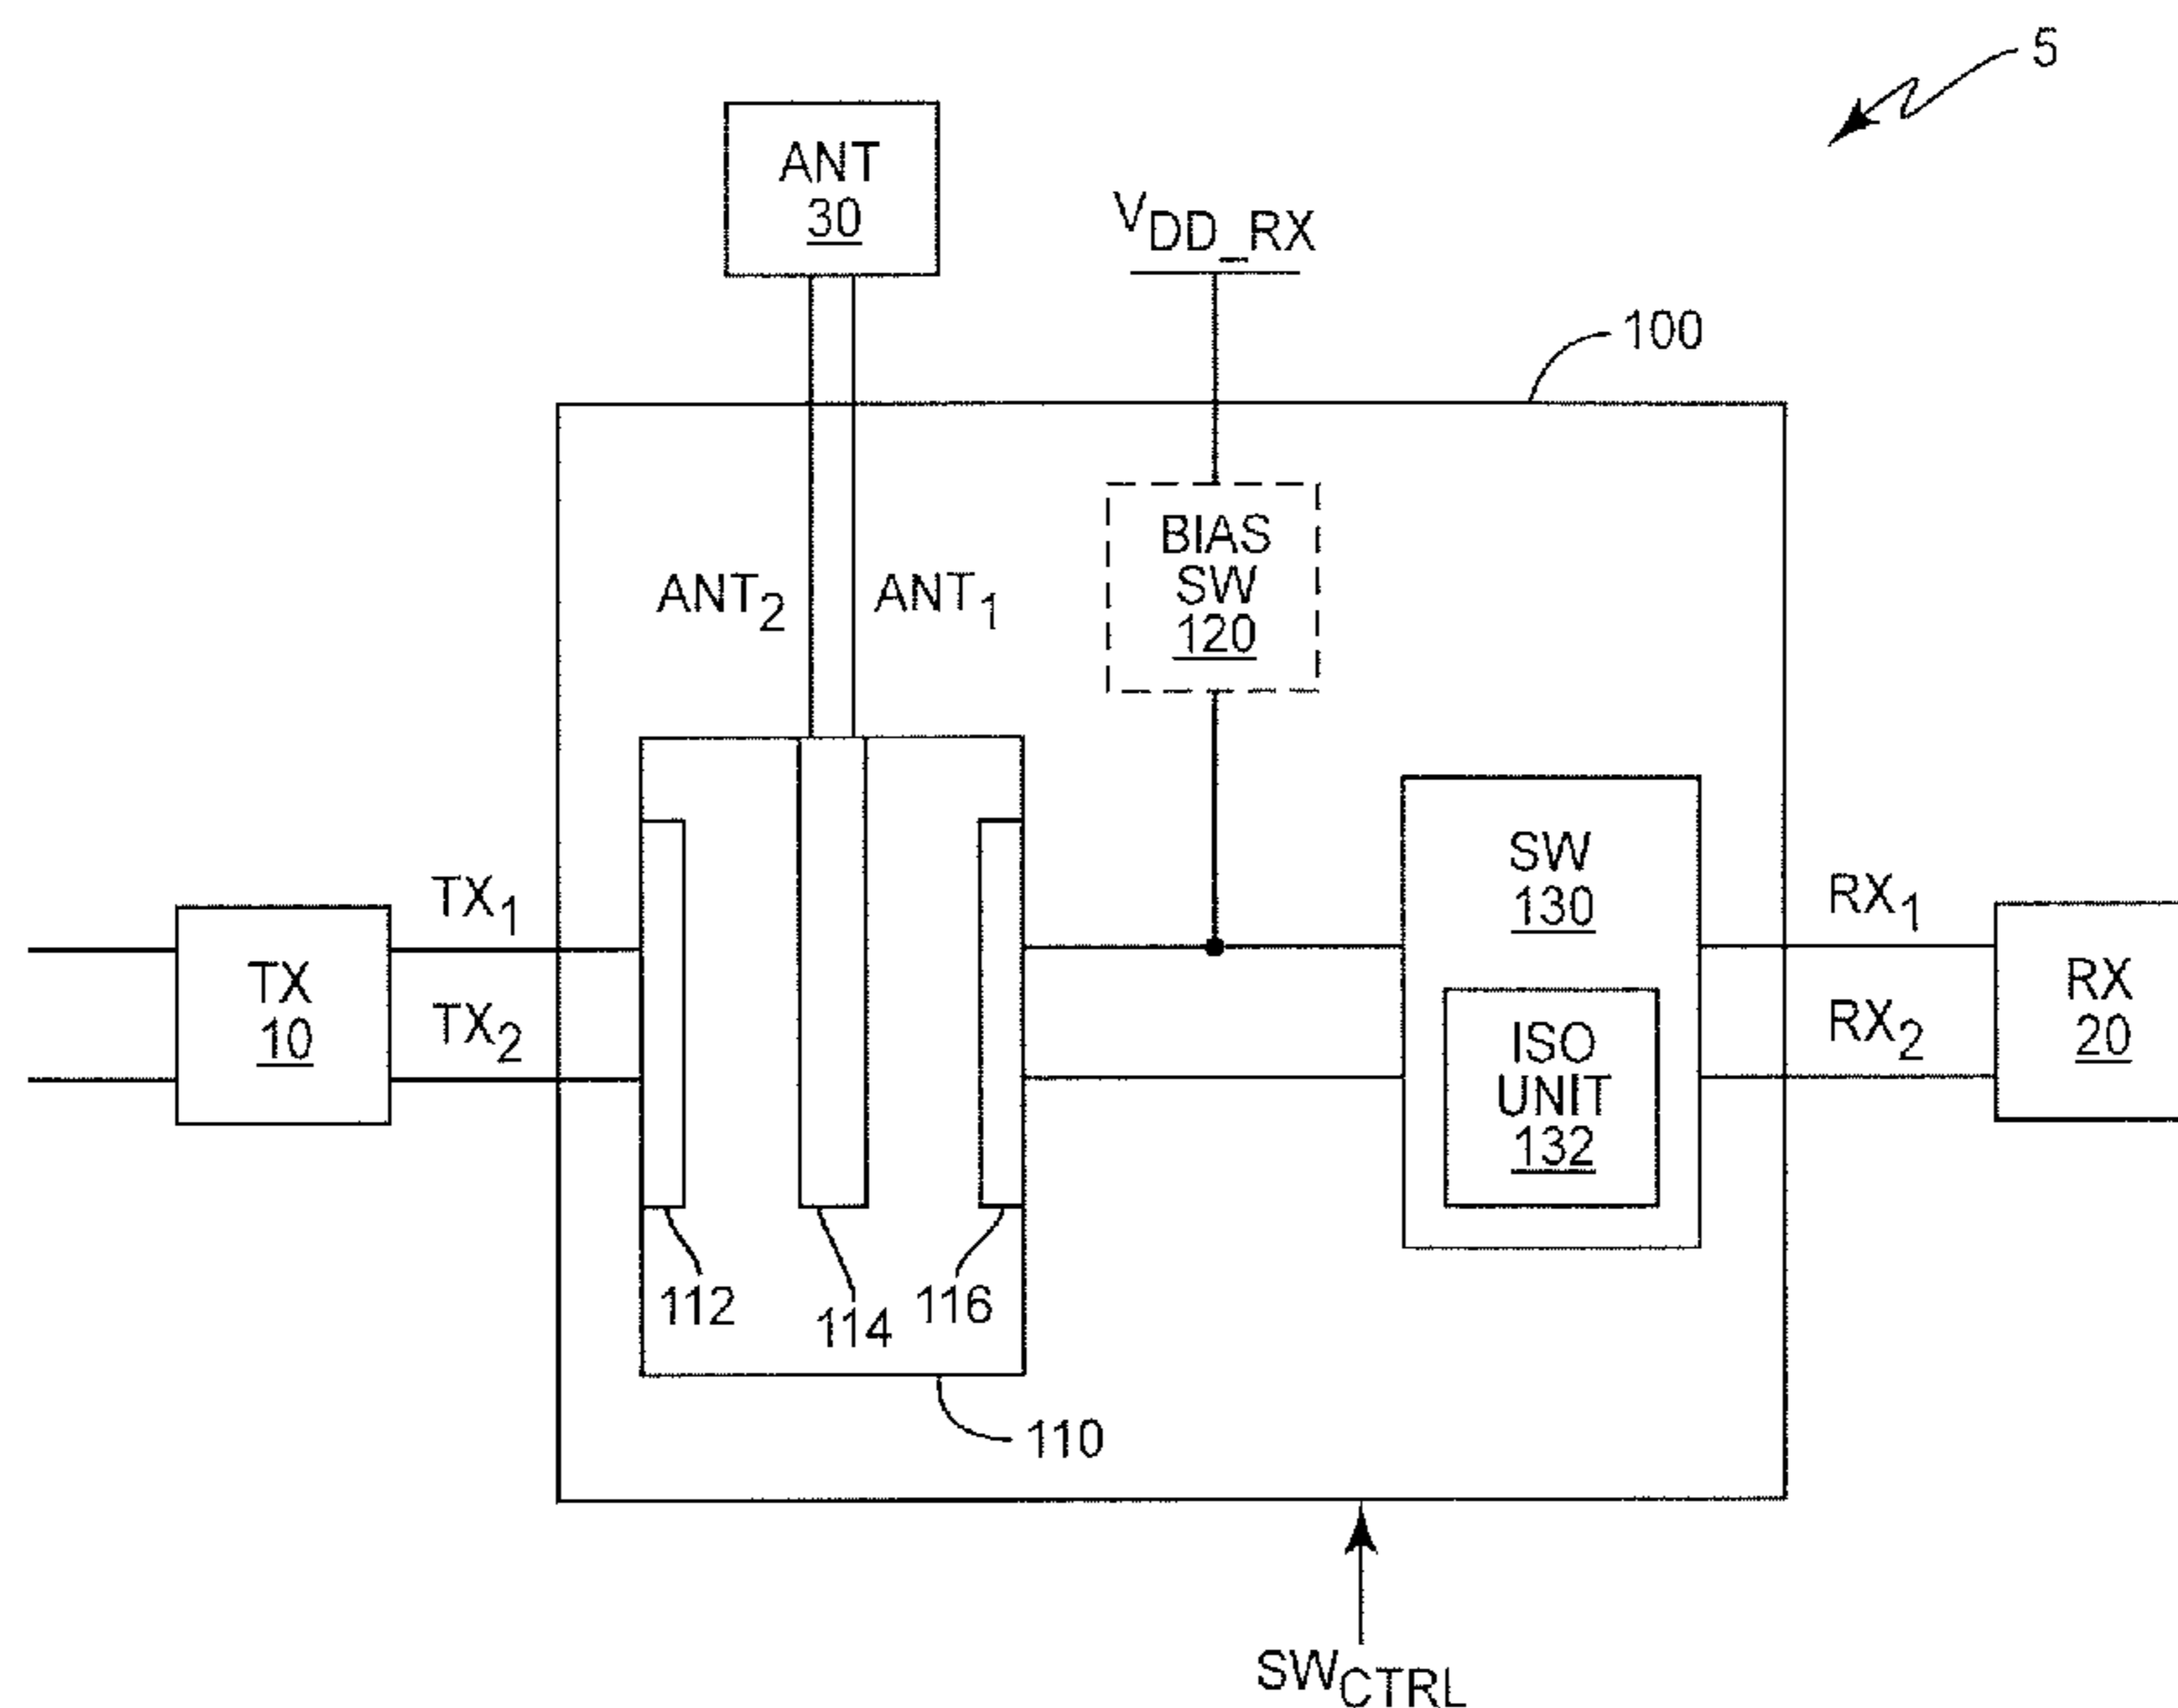 5
ANT
30
VDD_RX
100
BIAS
SW
120
ANT2
ANT1
SW
130
TX1
RX1
TX
10
RX
20
TX2
RX2
ISO
UNIT
132
112
114
116
110
SWCTRL